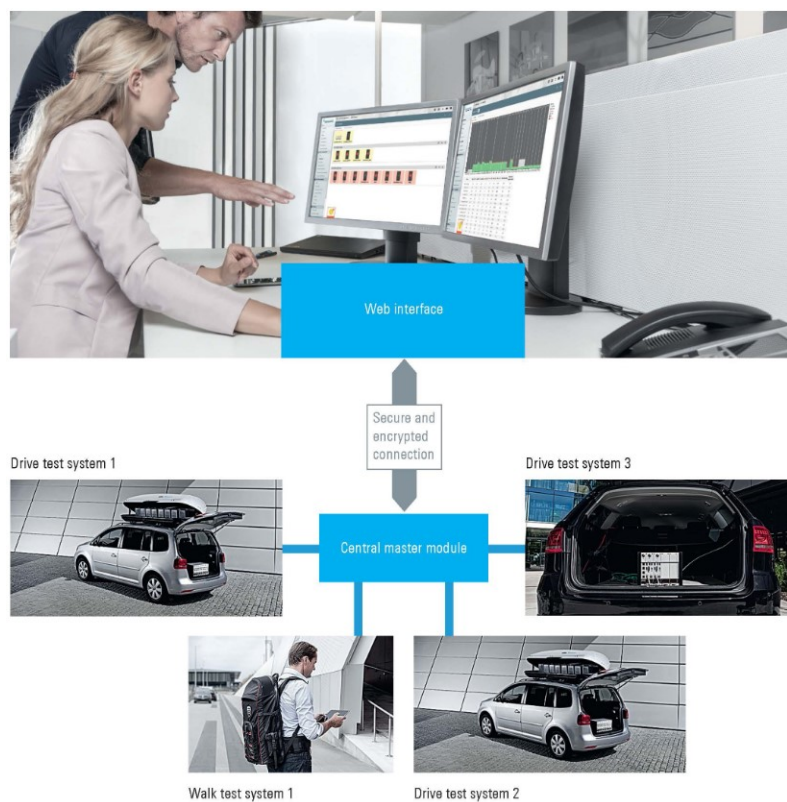 Web interface
Secure and
encrypted
connection
Drive test system 1
Drive test system 3
Central master module
Walk test system 1
Drive test system 2